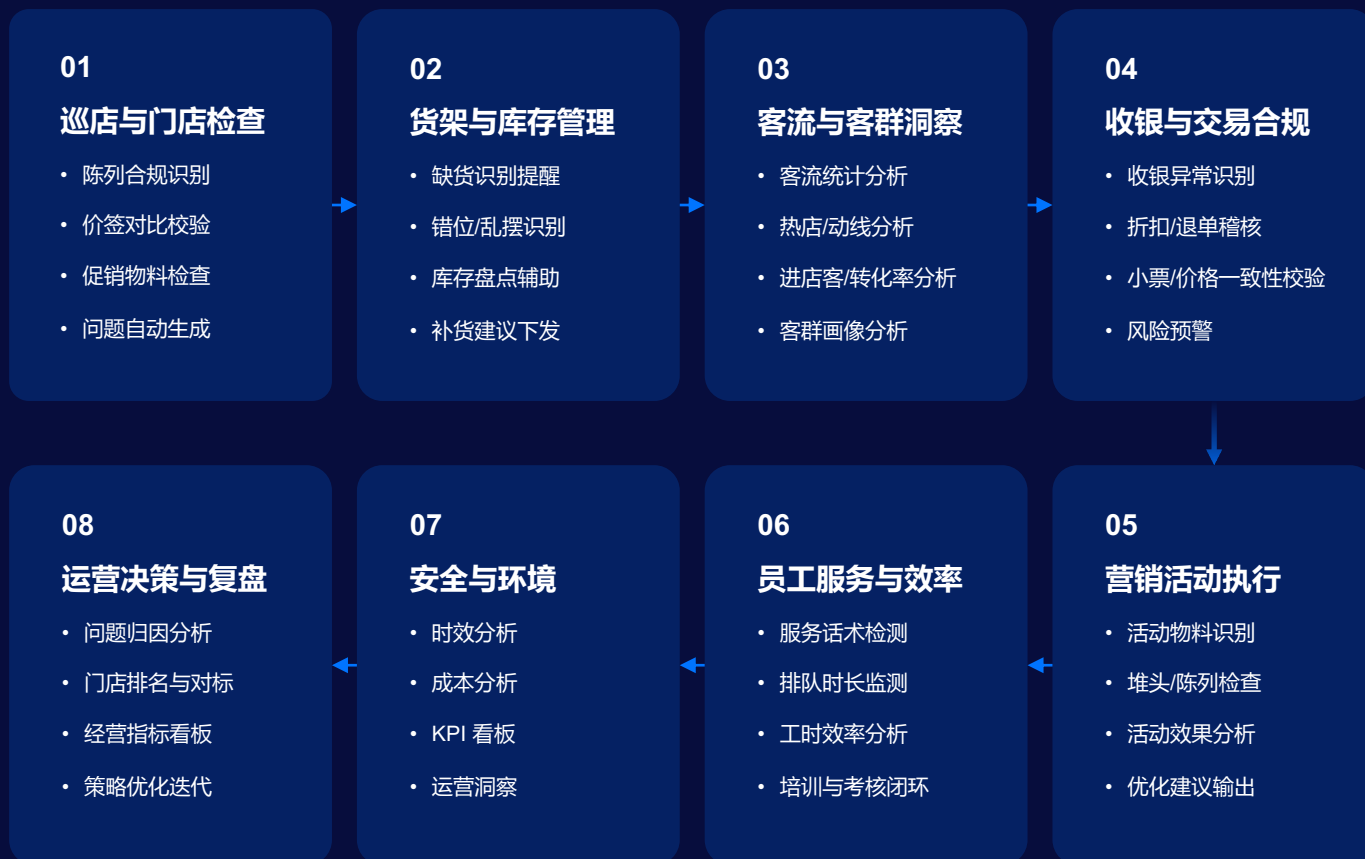 01
巡店与门店检查
• 陈列合规识别
• 价签对比校验
• 促销物料检查
• 问题自动生成
02
货架与库存管理
• 缺货识别提醒
• 错位/乱摆识别
• 库存盘点辅助
• 补货建议下发
03
客流与客群洞察
• 客流统计分析
• 热店/动线分析
• 进店客/转化率分析
• 客群画像分析
04
收银与交易合规
• 收银异常识别
• 折扣/退单稽核
• 小票/价格一致性校验
• 风险预警
05
营销活动执行
• 活动物料识别
• 堆头/陈列检查
• 活动效果分析
• 优化建议输出
06
员工服务与效率
• 服务话术检测
• 排队时长监测
• 工时效率分析
• 培训与考核闭环
07
安全与环境
• 时效分析
• 成本分析
• KPI 看板
• 运营洞察
08
运营决策与复盘
• 问题归因分析
• 门店排名与对标
• 经营指标看板
• 策略优化迭代